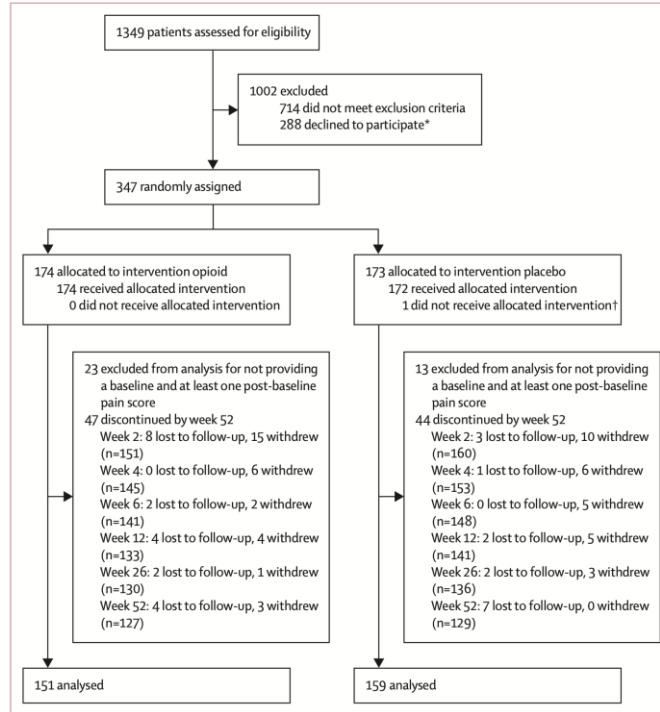 1349 patients assessed for eligibility
1002 excluded
714 did not meet exclusion criteria
288 declined to participate*
347 randomly assigned
174 allocated to intervention opioid
174 received allocated intervention
0 did not receive allocated intervention
173 allocated to intervention placebo
172 received allocated intervention
1 did not receive allocated intervention†
23 excluded from analysis for not providing
a baseline and at least one post-baseline
pain score
47 discontinued by week 52
Week 2: 8 lost to follow-up, 15 withdrew
(n=151)
Week 4: 0 lost to follow-up, 6 withdrew
(n=145)
Week 6: 2 lost to follow-up, 2 withdrew
(n=141)
Week 12: 4 lost to follow-up, 4 withdrew
(n=133)
Week 26: 2 lost to follow-up, 1 withdrew
(n=130)
Week 52: 4 lost to follow-up, 3 withdrew
(n=127)
13 excluded from analysis for not providing
a baseline and at least one post-baseline
pain score
44 discontinued by week 52
Week 2: 3 lost to follow-up, 10 withdrew
(n=160)
Week 4: 1 lost to follow-up, 6 withdrew
(n=153)
Week 6: 0 lost to follow-up, 5 withdrew
(n=148)
Week 12: 2 lost to follow-up, 5 withdrew
(n=141)
Week 26: 2 lost to follow-up, 3 withdrew
(n=136)
Week 52: 7 lost to follow-up, 0 withdrew
(n=129)
151 analysed
159 analysed